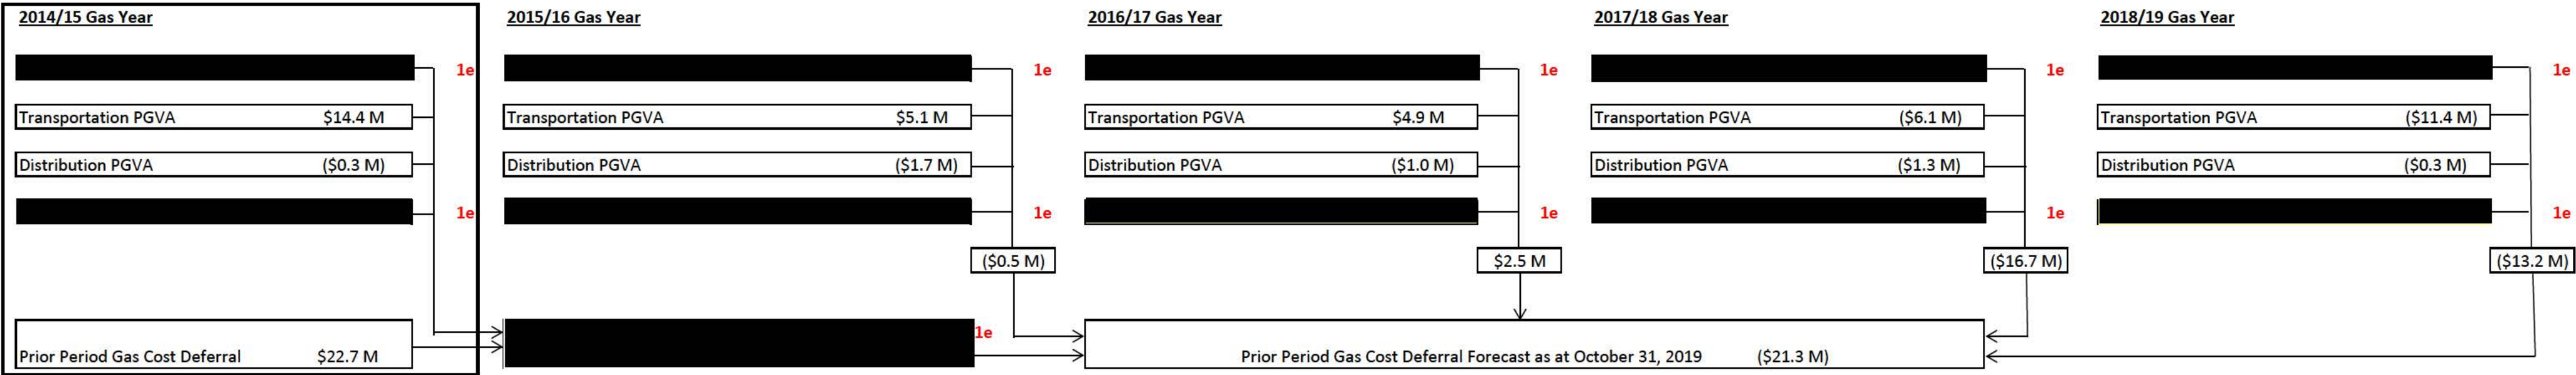 2014/15 Gas Year
1e
Transportation PGVA $14.4 M
Distribution PGVA ($0.3 M)
1e
Prior Period Gas Cost Deferral $22.7 M
2015/16 Gas Year
1e
Transportation PGVA $5.1 M
Distribution PGVA ($1.7 M)
1e
($0.5 M)
1e
2016/17 Gas Year
1e
Transportation PGVA $4.9 M
Distribution PGVA ($1.0 M)
1e
$2.5 M
2017/18 Gas Year
1e
Transportation PGVA ($6.1 M)
Distribution PGVA ($1.3 M)
1e
($16.7 M)
2018/19 Gas Year
1e
Transportation PGVA ($11.4 M)
Distribution PGVA ($0.3 M)
1e
($13.2 M)
Prior Period Gas Cost Deferral Forecast as at October 31, 2019 ($21.3 M)